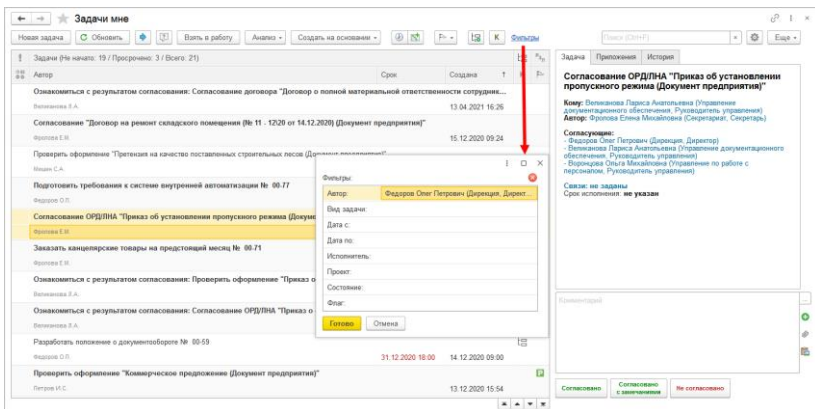 Задачи мне
Новая задача Обновить Взять в работу Анализ Создать на основании К Фильтры Поиск (Ctrl+F) Еще
Задачи (Не начато: 19 / Просрочено: 3 / Всего: 21)
Автор Срок Создана
Ознакомиться с результатом согласования: Согласование договора "Договор о полной материальной ответственности сотрудник...
Великанова Л.А. 13.04.2021 16:26
Согласование "Договор на ремонт складского помещения (№ 11 - 12\20 от 14.12.2020) (Документ предприятия)"
Фролова Е.М. 15.12.2020 09:24
Проверить оформление "Претензия на качество поставленных строительных лесов (Документ предприятия)"
Мишин С.А.
Подготовить требования к системе внутренней автоматизации № 00-77
Федоров О.П.
Согласование ОРД/ЛНА "Приказ об установлении пропускного режима (Докуме
Фролова Е.М.
Заказать канцелярские товары на предстоящий месяц № 00-71
Фролова Е.М.
Ознакомиться с результатом согласования: Проверить оформление "Приказ о
Великанова Л.А.
Ознакомиться с результатом согласования: Согласование ОРД/ЛНА "Приказ о
Великанова Л.А.
Разработать положение о документообороте № 00-59
Федоров О.П. 31.12.2020 18:00 14.12.2020 09:00
Проверить оформление "Коммерческое предложение (Документ предприятия)"
Петров И.С. 13.12.2020 15:54
Фильтры:
Автор: Федоров Олег Петрович (Дирекция, Директ...
Вид задачи:
Дата с:
Дата по:
Исполнитель:
Проект:
Состояние:
Флаг:
Готово Отмена
Задача Приложения История
Согласование ОРД/ЛНА "Приказ об установлении
пропускного режима (Документ предприятия)"
Кому: Великанова Лариса Анатольевна (Управление
документационного обеспечения, Руководитель управления)
Автор: Фролова Елена Михайловна (Секретариат, Секретарь)
Согласующие:
- Федоров Олег Петрович (Дирекция, Директор)
- Великанова Лариса Анатольевна (Управление документационного
обеспечения, Руководитель управления)
- Воронцова Ольга Михайловна (Управление по работе с
персоналом, Руководитель управления)
Связи: не заданы
Срок исполнения: не указан
Комментарий
Согласовано Согласовано
с замечаниями Не согласовано